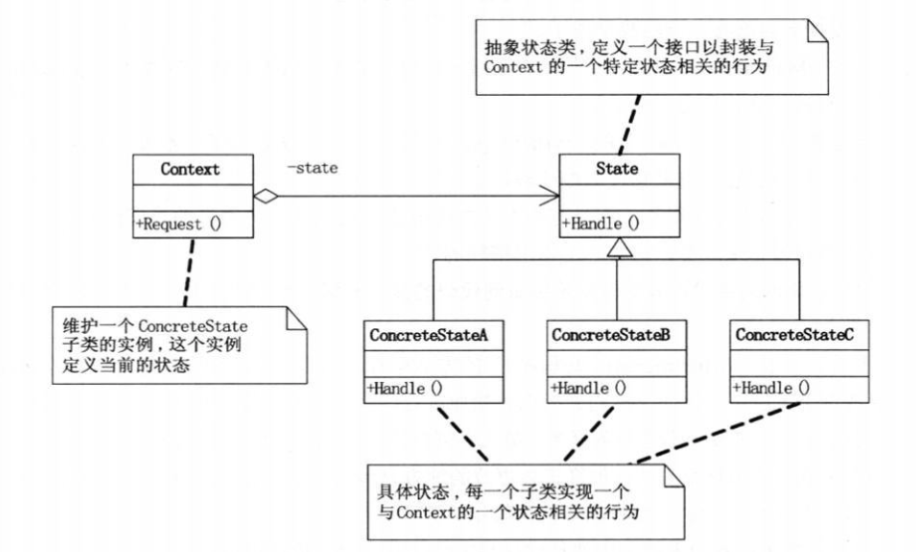 抽象状态类，定义一个接口以封装与
Context 的一个特定状态相关的行为
Context
-state
State
+Request ()
+Handle ()
维护一个 ConcreteState
子类的实例，这个实例
定义当前的状态
ConcreteStateA
ConcreteStateB
ConcreteStateC
+Handle ()
+Handle ()
+Handle ()
具体状态，每一个子类实现一个
与Context的一个状态相关的行为